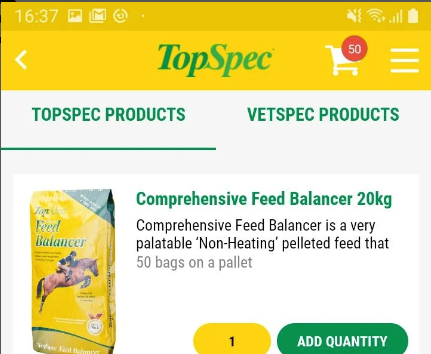 16:37
TopSpec
50
TOPSPEC PRODUCTS VETSPEC PRODUCTS
Comprehensive Feed Balancer 20kg
Comprehensive Feed Balancer is a very
palatable ‘Non-Heating’ pelleted feed that
50 bags on a pallet
TopSpec
Feed
Balancer
TopSpec Feed Balancer
1
ADD QUANTITY